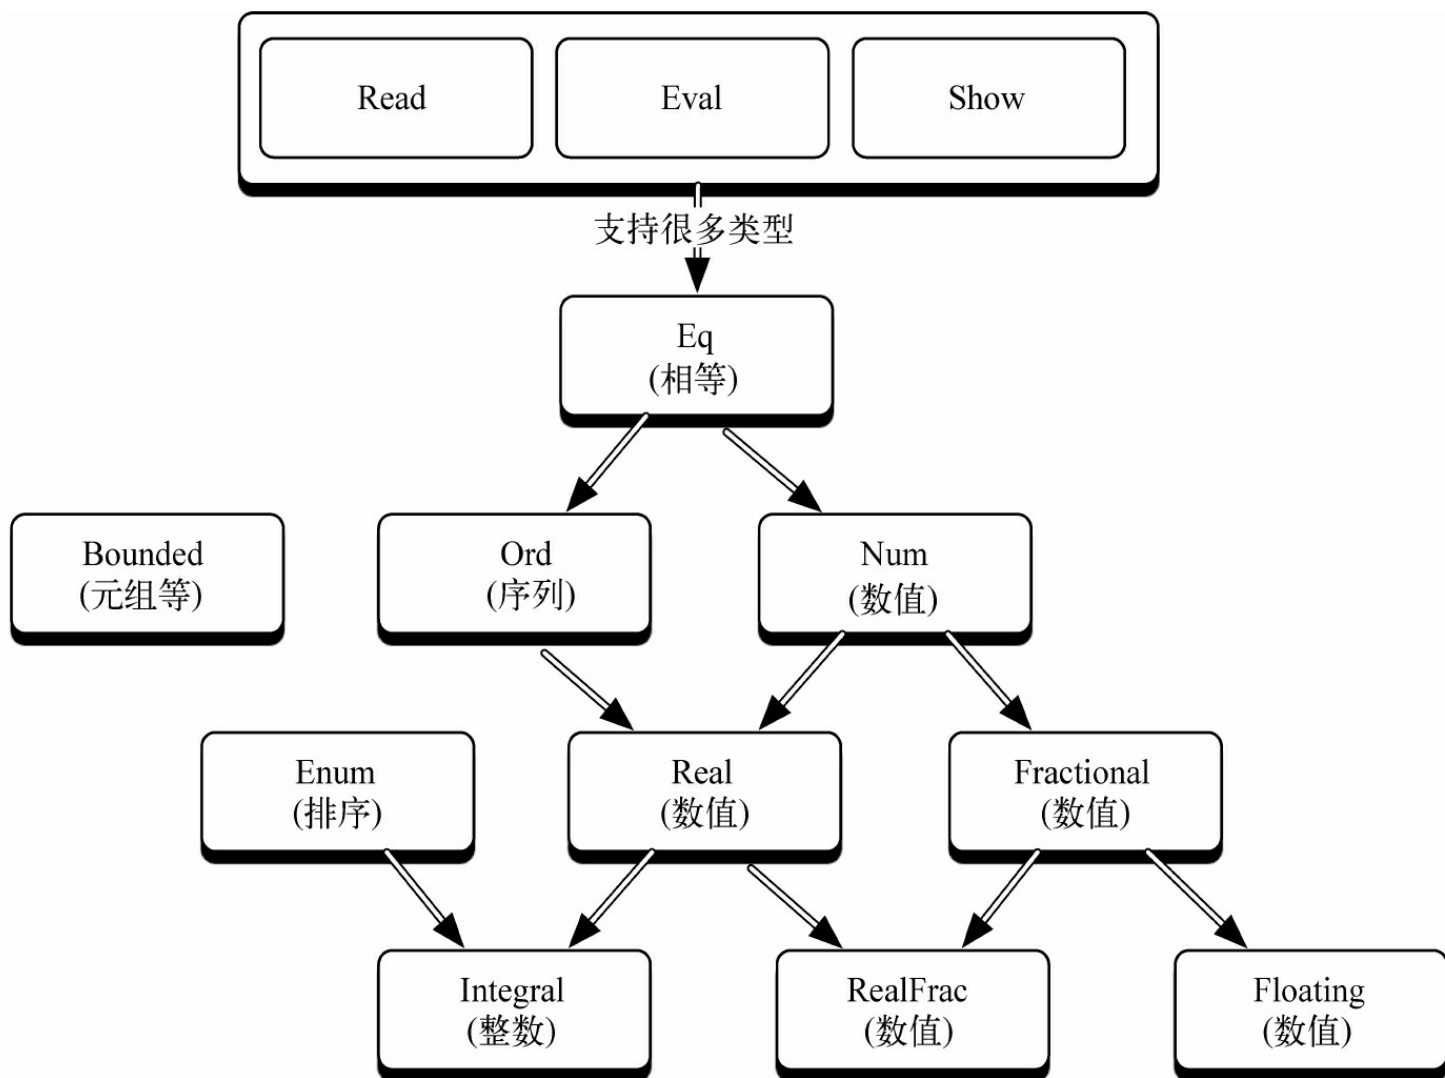 Read
Eval
Show
支持很多类型
Eq
(相等)
Bounded
(元组等)
Ord
(序列)
Num
(数值)
Enum
(排序)
Real
(数值)
Fractional
(数值)
Integral
(整数)
RealFrac
(数值)
Floating
(数值)